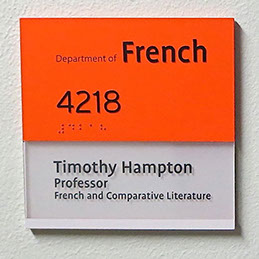 Department of French
4218
Timothy Hampton
Professor
French and Comparative Literature